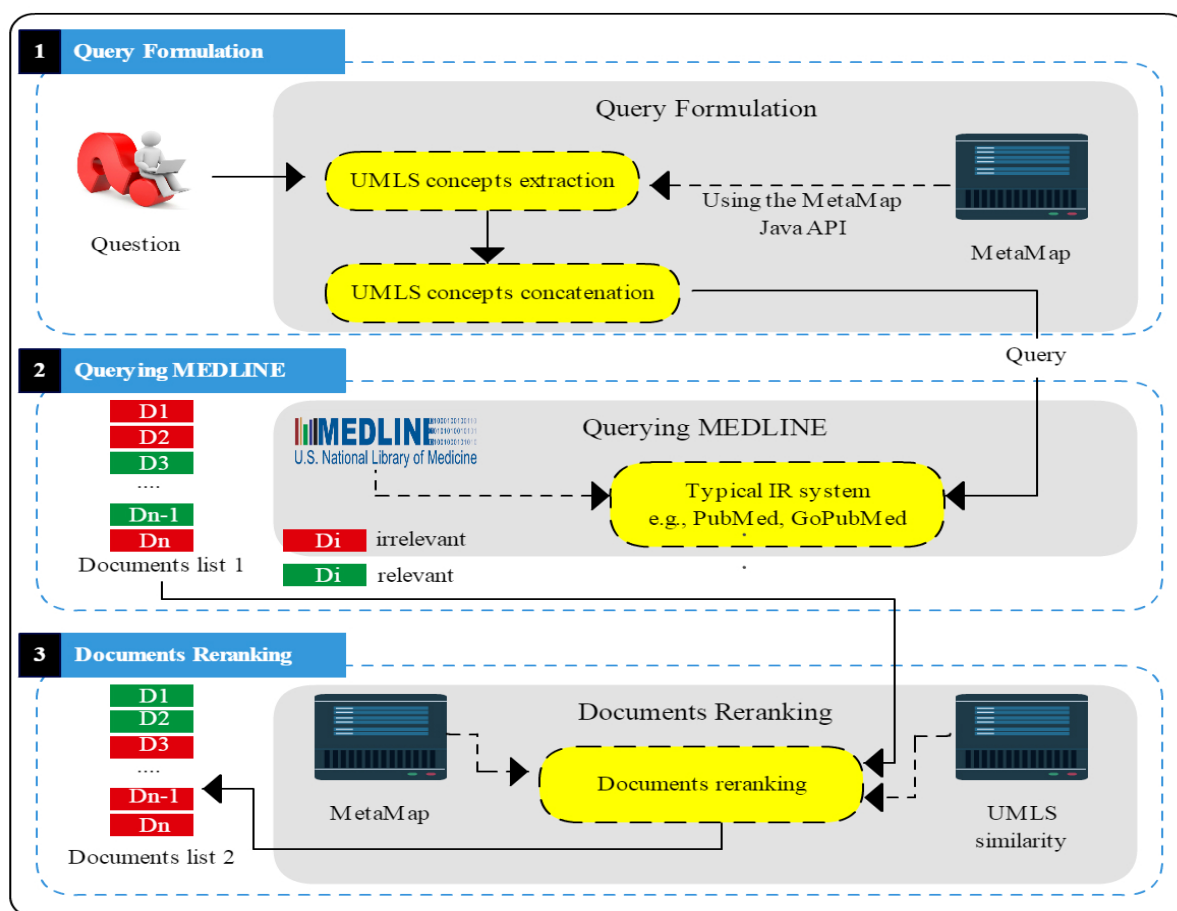 1 Query Formulation
Query Formulation
UMLS concepts extraction
Using the MetaMap
Java API
MetaMap
Question
UMLS concepts concatenation
Query
2 Querying MEDLINE
D1
D2
D3
....
Dn-1
Dn
Documents list 1
MEDLINE
U.S. National Library of Medicine
Querying MEDLINE
Typical IR system
e.g., PubMed, GoPubMed
Di irrelevant
Di relevant
3 Documents Reranking
D1
D2
D3
....
Dn-1
Dn
Documents list 2
Documents Reranking
MetaMap
Documents reranking
UMLS
similarity